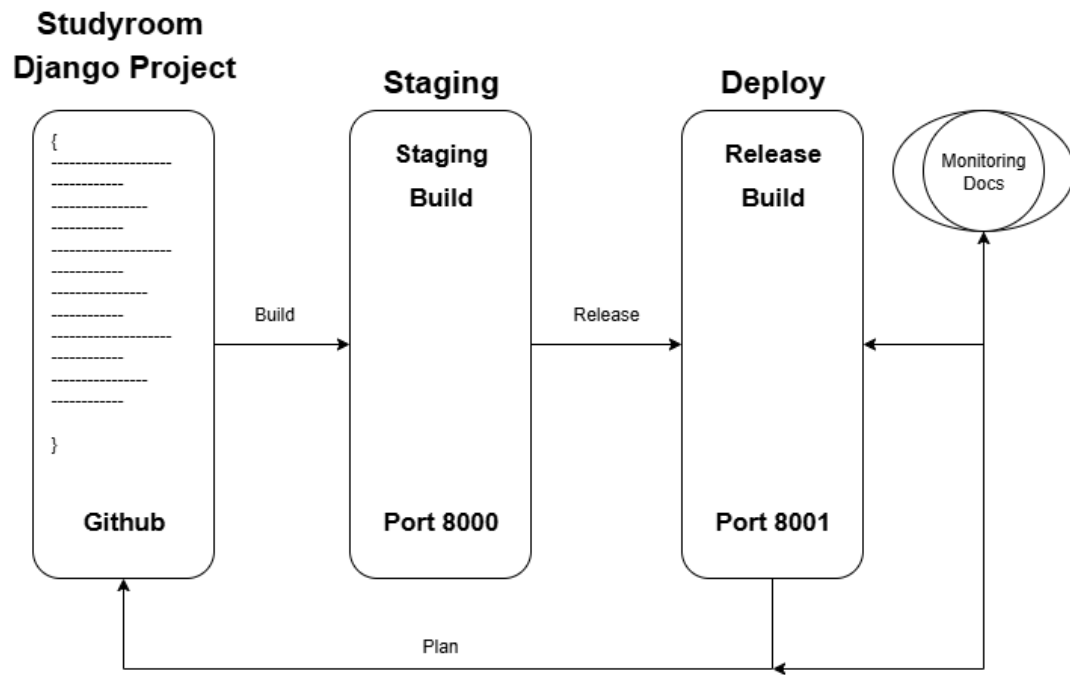 Studyroom
Django Project
Staging
Deploy
{
--------------------
------------
----------------
------------
--------------------
------------
----------------
------------
--------------------
------------
----------------
------------
}
Github
Build
Staging
Build
Port 8000
Release
Release
Build
Port 8001
Monitoring
Docs
Plan